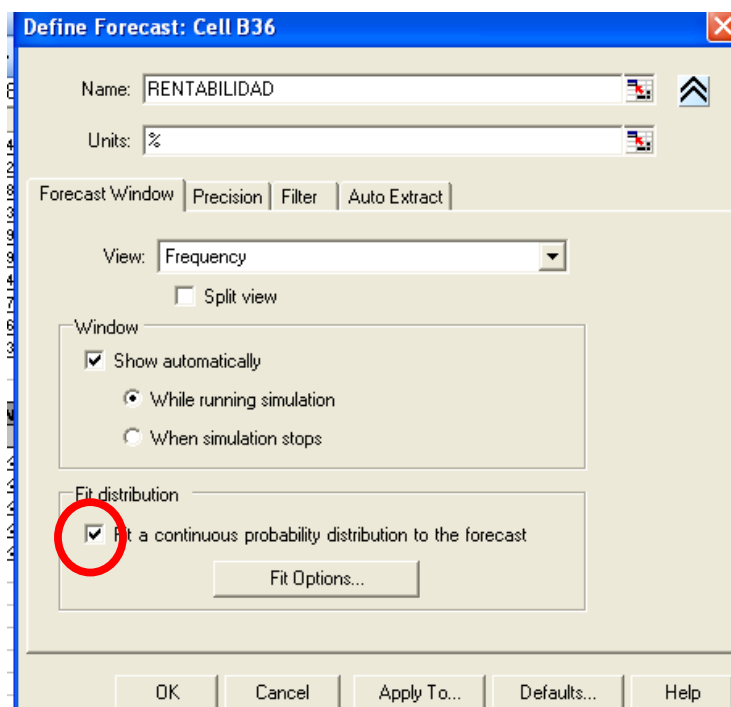 Define Forecast: Cell B36
Name: RENTABILIDAD
Units: %
Forecast Window Precision Filter Auto Extract
View: Frequency
Split view
Window
Show automatically
While running simulation
When simulation stops
Fit distribution
Fit a continuous probability distribution to the forecast
Fit Options...
OK Cancel Apply To... Defaults... Help